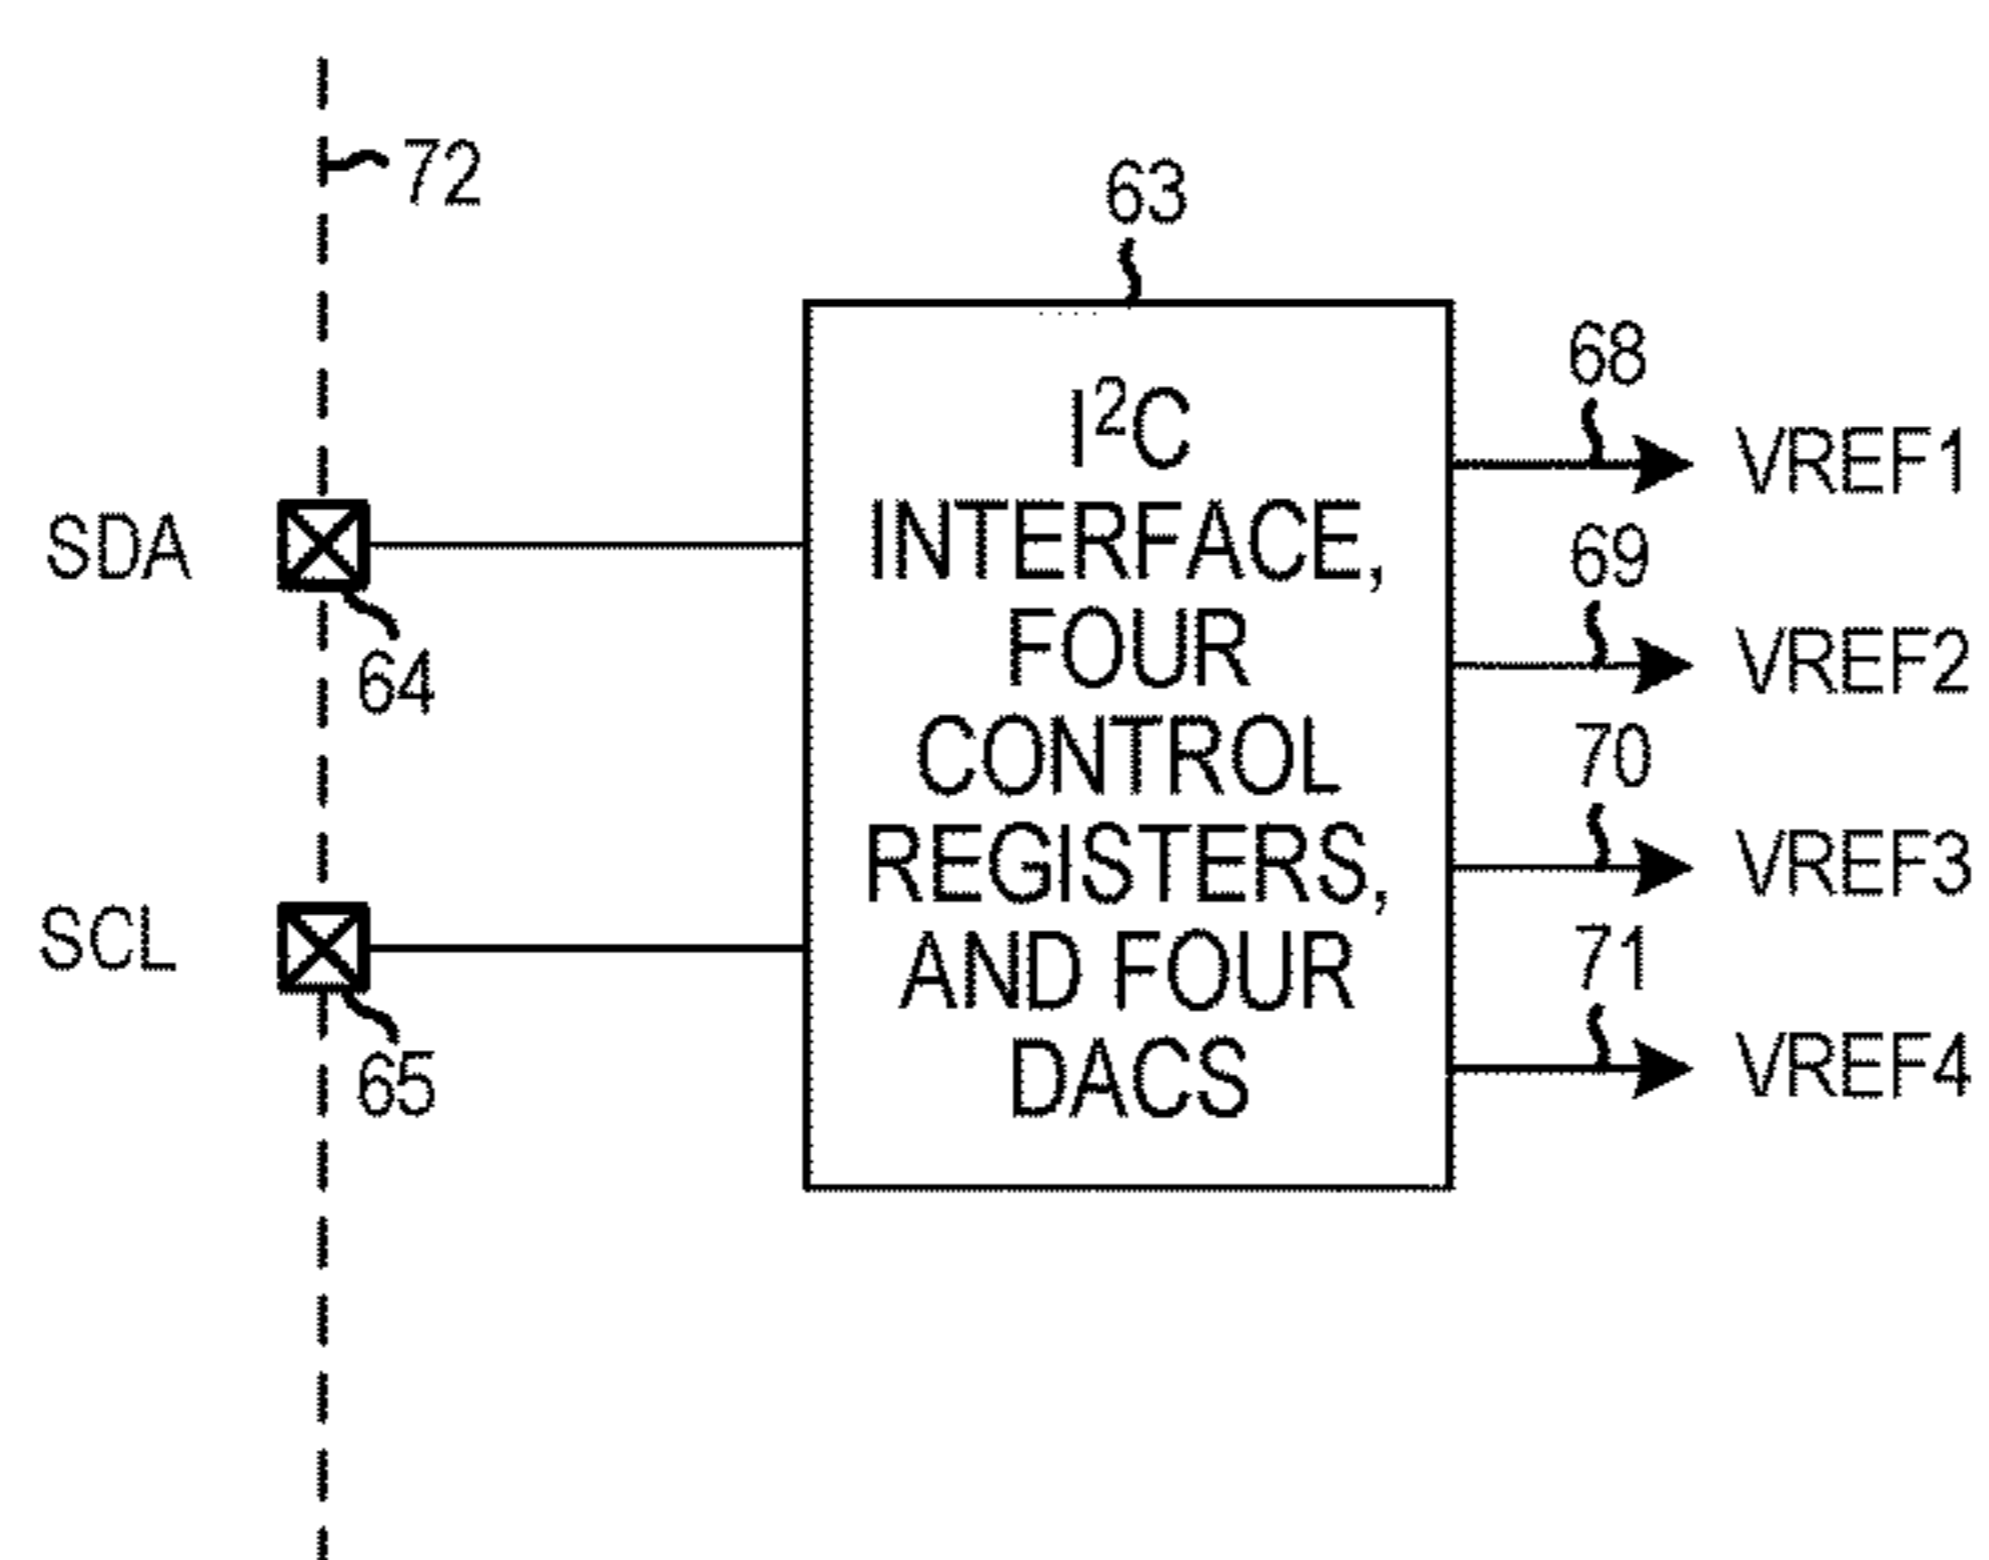 72
63
I²C
INTERFACE,
FOUR
CONTROL
REGISTERS,
AND FOUR
DACS
SDA
64
SCL
65
68
VREF1
69
VREF2
70
VREF3
71
VREF4